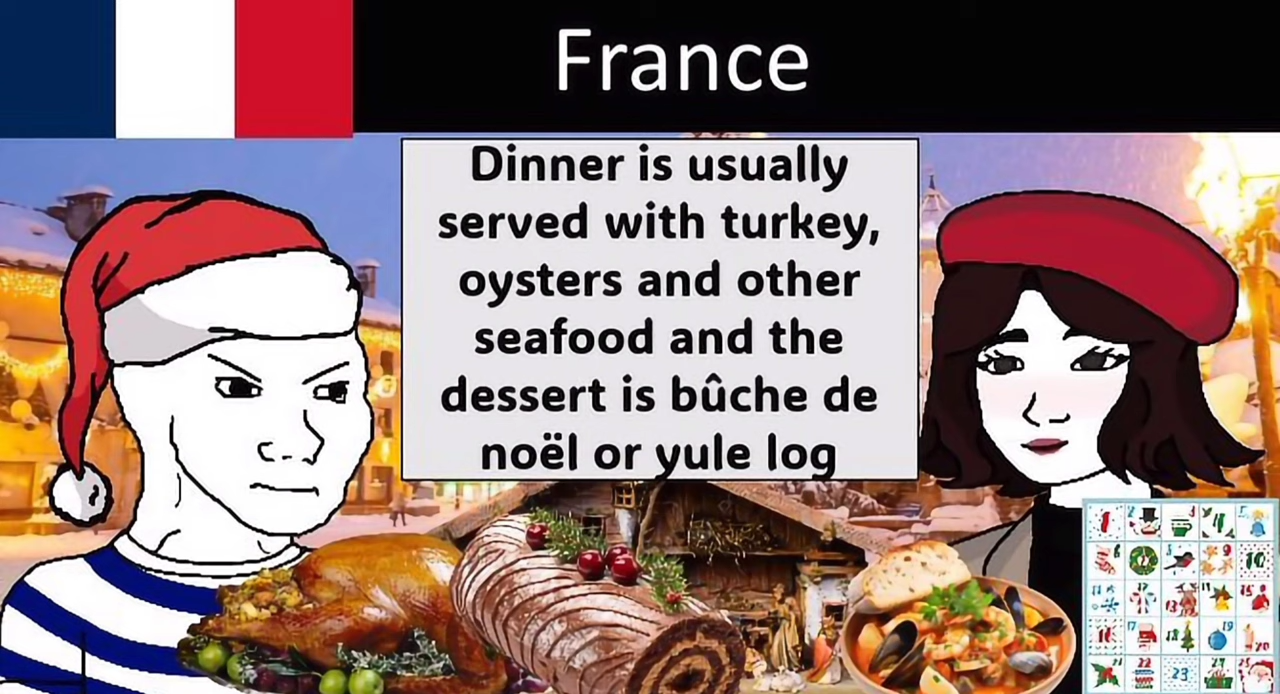 France
Dinner is usually
served with turkey,
oysters and other
seafood and the
dessert is bûche de
noël or yule log